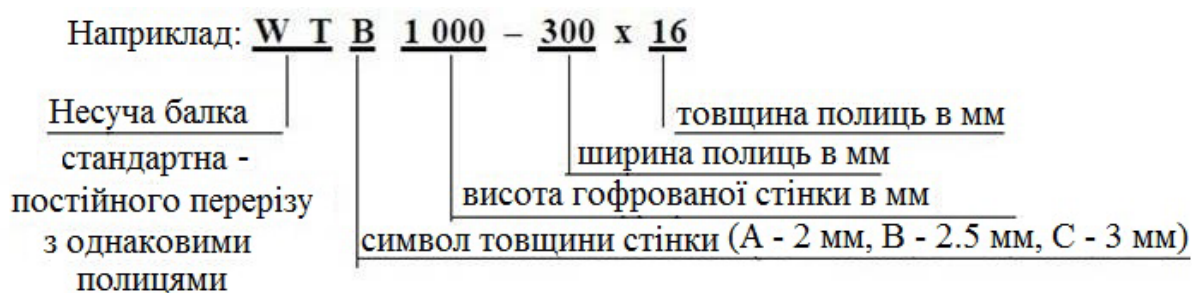 Наприклад: W T B 1 000 – 300 x 16
Несуча балка
стандартна -
постійного перерізу
з однаковими
полицями
товщина полиць в мм
ширина полиць в мм
висота гофрованої стінки в мм
символ товщини стінки (А - 2 мм, В - 2.5 мм, С - 3 мм)